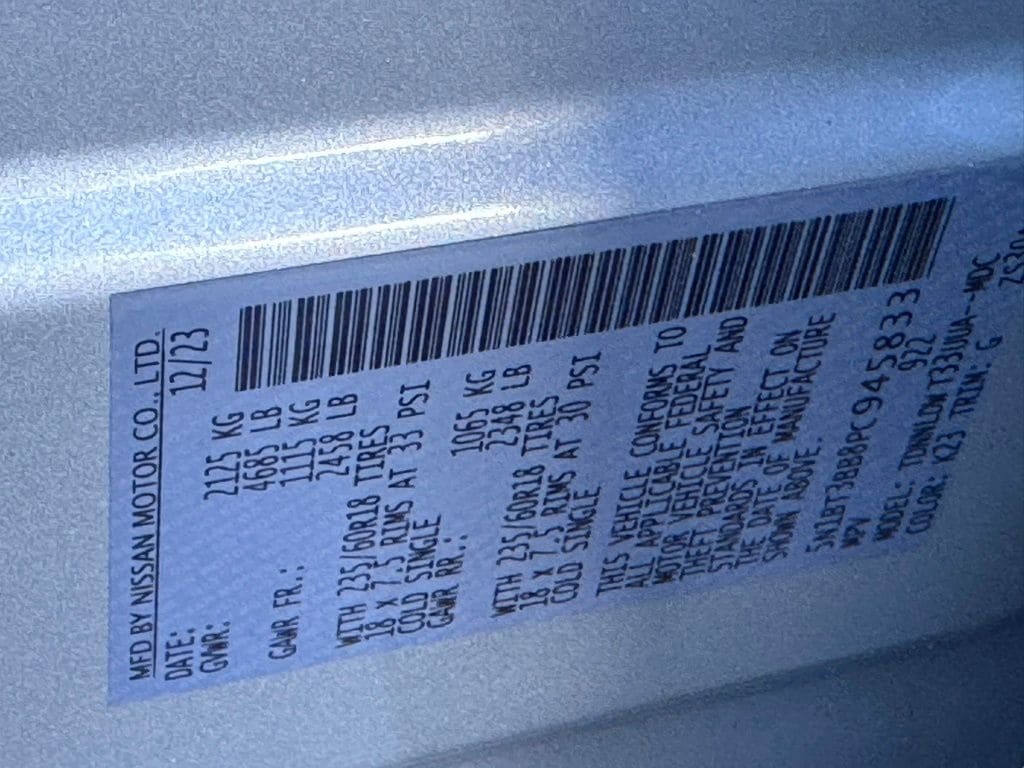 MFD BY NISSAN MOTOR CO., LTD.
DATE: 12/23
GVWR: 2125 KG
4685 LB
GAWR FR.: 1115 KG
2458 LB
WITH 235/60R18 TIRES
18 X 7.5 RIMS AT 33 PSI
COLD SINGLE
GAWR RR.: 1065 KG
2348 LB
WITH 235/60R18 TIRES
18 X 7.5 RIMS AT 30 PSI
COLD SINGLE
THIS VEHICLE CONFORMS TO
ALL APPLICABLE FEDERAL
MOTOR VEHICLE SAFETY AND
THEFT PREVENTION
STANDARDS IN EFFECT ON
THE DATE OF MANUFACTURE
SHOWN ABOVE.
5N1BT3BB8PC945833
MPV 922
MODEL: TDNNLDW T33UUA--MDC
COLOR: K23 TRIM: G